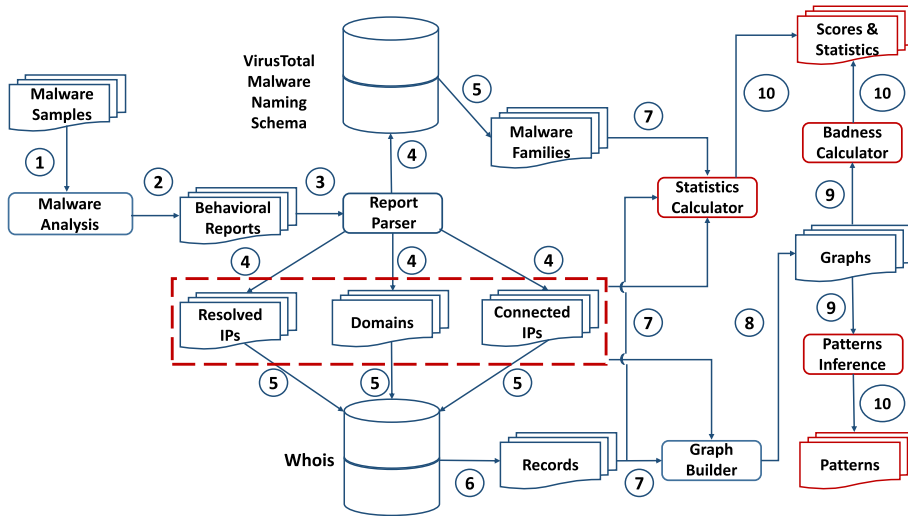 Malware
Samples
1
Malware
Analysis
2
Behavioral
Reports
3
Report
Parser
4
VirusTotal
Malware
Naming
Schema
5
Malware
Families
7
Statistics
Calculator
10
Scores &
Statistics
10
Badness
Calculator
9
Graphs
9
Patterns
Inference
10
Patterns
4
4
4
Resolved
IPs
Domains
Connected
IPs
7
8
5
5
5
Whois
6
Records
7
Graph
Builder